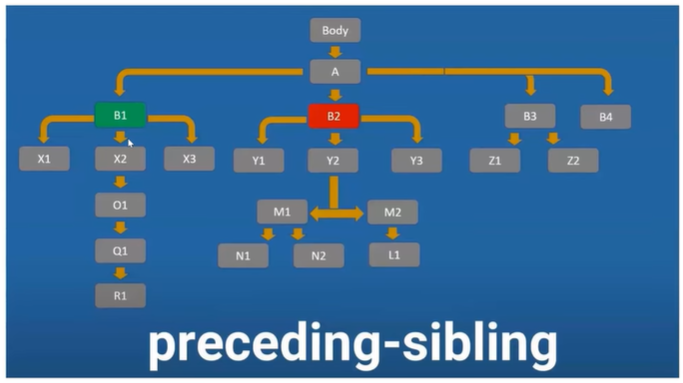 Body
A
B1
B2
B3
B4
X1
X2
X3
Y1
Y2
Y3
Z1
Z2
O1
M1
M2
Q1
N1
N2
L1
R1
preceding-sibling